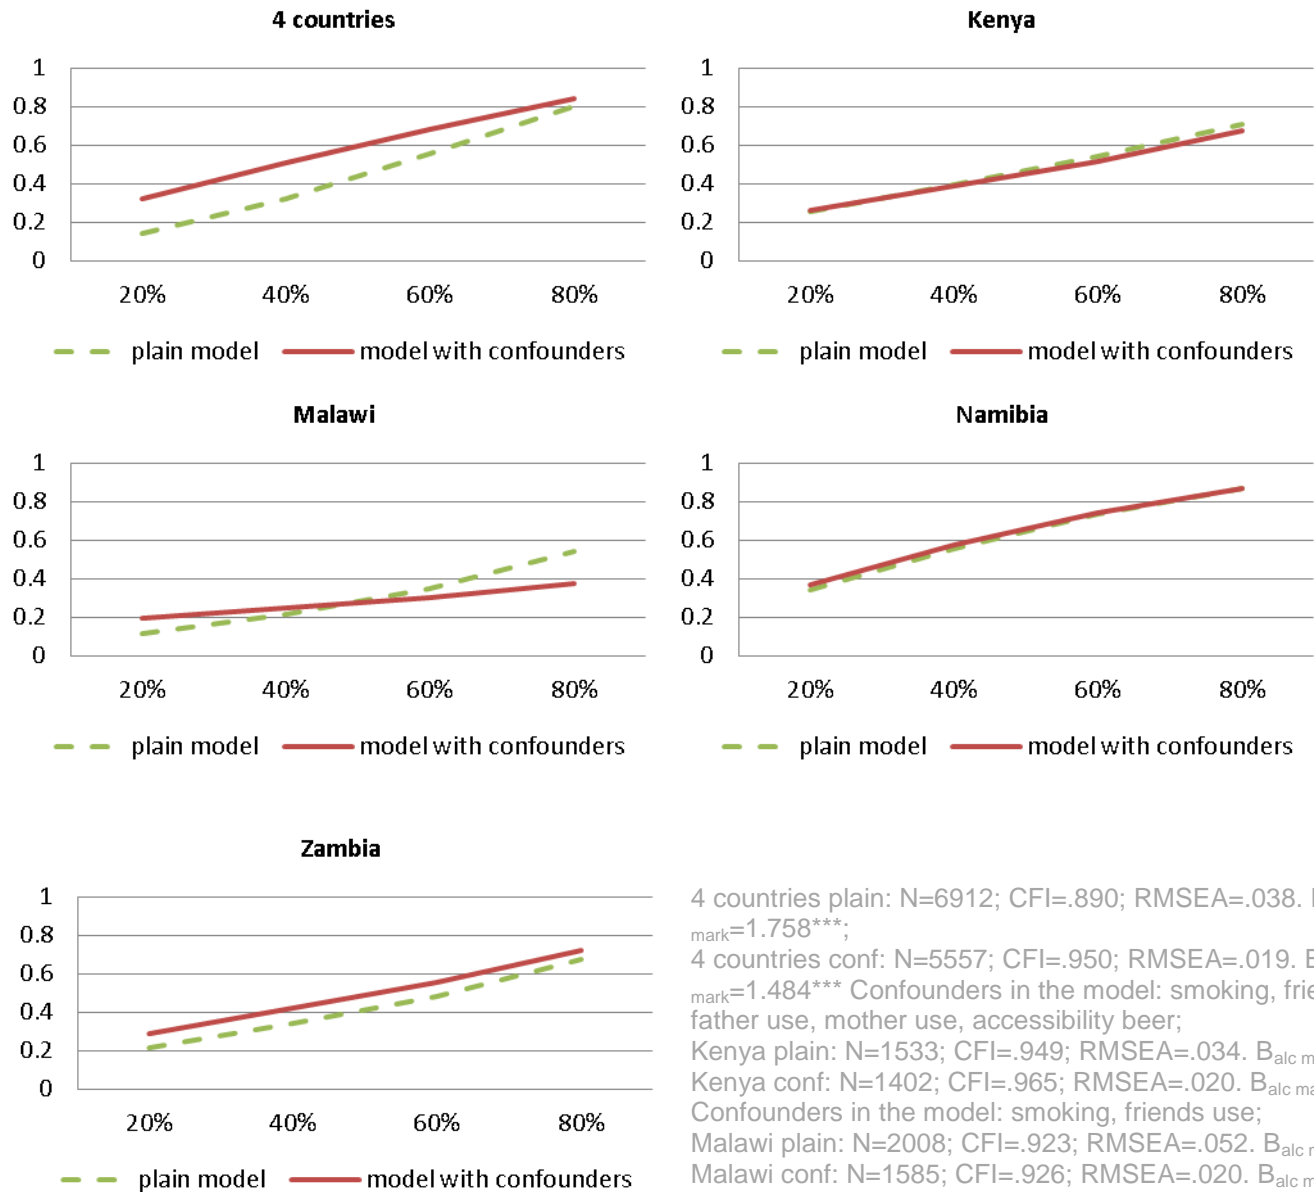 4 countries
1
0.8
0.6
0.4
0.2
0
20% 40% 60% 80%
plain model model with confounders
Kenya
1
0.8
0.6
0.4
0.2
0
20% 40% 60% 80%
plain model model with confounders
Malawi
1
0.8
0.6
0.4
0.2
0
20% 40% 60% 80%
plain model model with confounders
Namibia
1
0.8
0.6
0.4
0.2
0
20% 40% 60% 80%
plain model model with confounders
Zambia
1
0.8
0.6
0.4
0.2
0
20% 40% 60% 80%
plain model model with confounders
4 countries plain: N=6912; CFI=.890; RMSEA=.038.
mark=1.758***;
4 countries conf: N=5557; CFI=.950; RMSEA=.019. B
mark=1.484*** Confounders in the model: smoking,
father use, mother use, accessibility beer;
Kenya plain: N=1533; CFI=.949; RMSEA=.034. Balc
Kenya conf: N=1402; CFI=.965; RMSEA=.020. Balc
Confounders in the model: smoking, friends use;
Malawi plain: N=2008; CFI=.923; RMSEA=.052. Balc
Malawi conf: N=1585; CFI=.926; RMSEA=.020. Balc